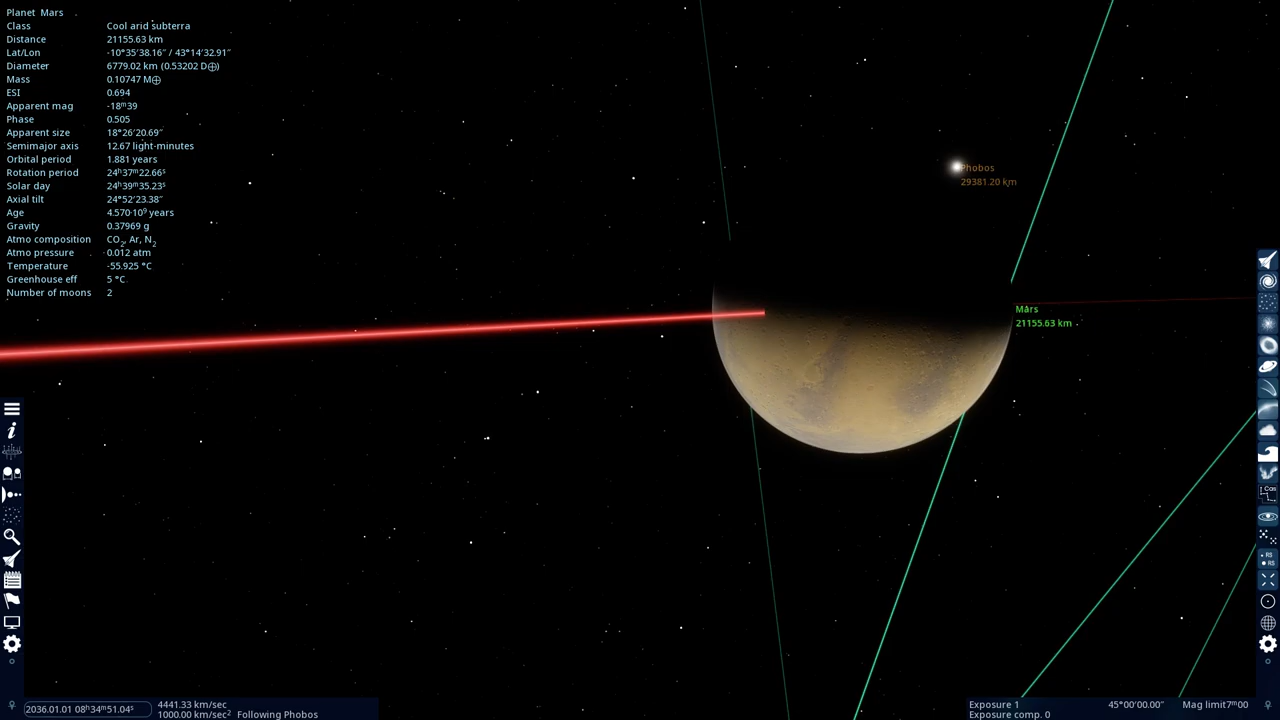 Planet Mars
Class Cool arid subterra
Distance 21155.63 km
Lat/Lon -10°35′38.16″ / 43°14′32.91″
Diameter 6779.02 km (0.53202 D⊕)
Mass 0.10747 M⊕
ESI 0.694
Apparent mag -18ᵐ39
Phase 0.505
Apparent size 18°26′20.69″
Semimajor axis 12.67 light-minutes
Orbital period 1.881 years
Rotation period 24ʰ37ᵐ22.66ˢ
Solar day 24ʰ39ᵐ35.23ˢ
Axial tilt 24°52′23.38″
Age 4.570·10⁹ years
Gravity 0.37969 g
Atmo composition CO₂, Ar, N₂
Atmo pressure 0.012 atm
Temperature -55.925 °C
Greenhouse eff 5 °C
Number of moons 2
Phobos
29381.20 km
Mars
21155.63 km
Cas
RS
RS
2036.01.01 08ʰ34ᵐ51.04ˢ
4441.33 km/sec
1000.00 km/sec² Following Phobos
Exposure 1 45°00′00.00″ Mag limit 7ᵐ00
Exposure comp. 0